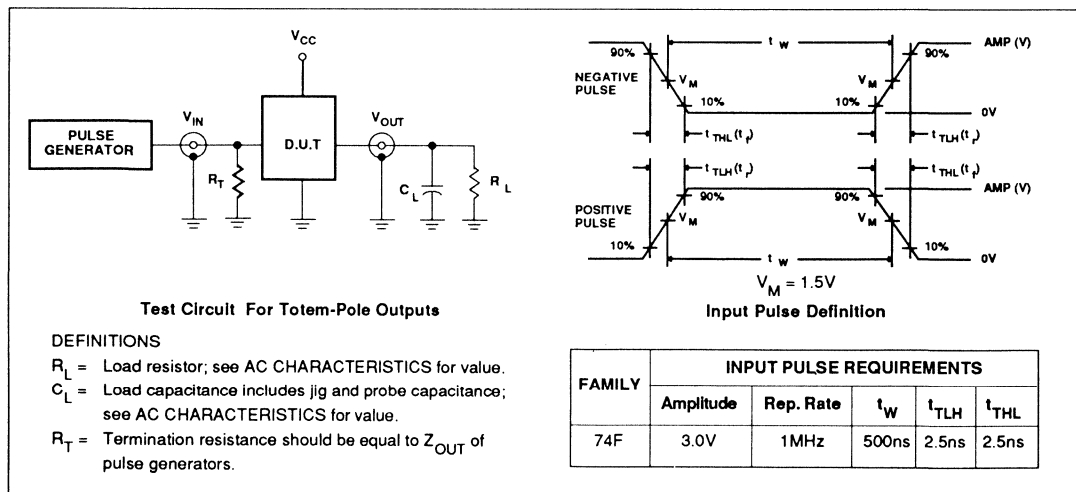 VCC
PULSE
GENERATOR
VIN
RT
D.U.T
VOUT
CL
RL
Test Circuit For Totem-Pole Outputs
DEFINITIONS
RL = Load resistor; see AC CHARACTERISTICS for value.
CL = Load capacitance includes jig and probe capacitance;
see AC CHARACTERISTICS for value.
RT = Termination resistance should be equal to ZOUT of
pulse generators.
90% tW 90% AMP (V)
NEGATIVE
PULSE
VM VM
10% 10% 0V
tTHL(tf) tTLH(tr)
tTLH(tr) tTHL(tf)
AMP (V)
90% 90%
POSITIVE
PULSE
VM VM
10% 10%
tW 0V
VM = 1.5V
Input Pulse Definition
FAMILY INPUT PULSE REQUIREMENTS
Amplitude Rep. Rate tW tTLH tTHL
74F 3.0V 1MHz 500ns 2.5ns 2.5ns